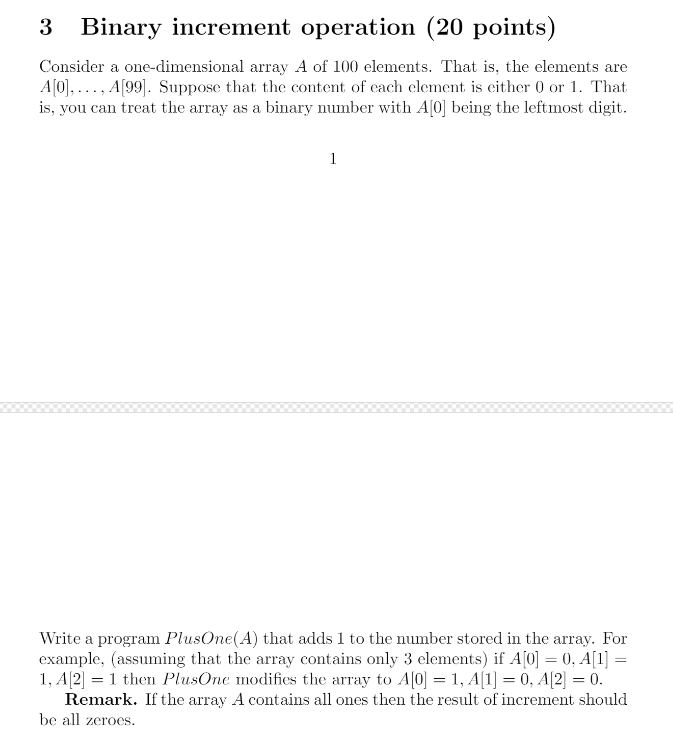 3 Binary increment operation (20 points)
Consider a one-dimensional array A of 100 elements. That is, the elements are
A[0], . . . , A[99]. Suppose that the content of each element is either 0 or 1. That
is, you can treat the array as a binary number with A[0] being the leftmost digit.
1
Write a program PlusOne(A) that adds 1 to the number stored in the array. For
example, (assuming that the array contains only 3 elements) if A[0] = 0, A[1] =
1, A[2] = 1 then PlusOne modifies the array to A[0] = 1, A[1] = 0, A[2] = 0.
Remark. If the array A contains all ones then the result of increment should
be all zeroes.